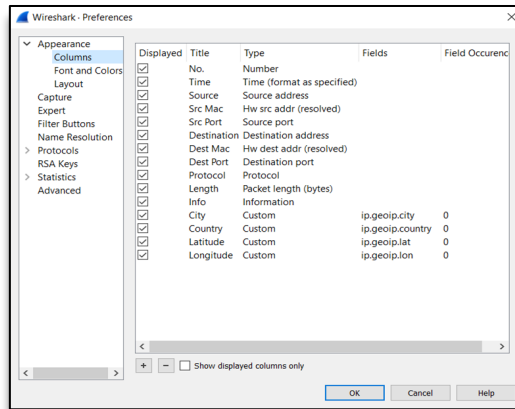 Wireshark · Preferences
Appearance
Columns
Font and Colors
Layout
Capture
Expert
Filter Buttons
Name Resolution
Protocols
RSA Keys
Statistics
Advanced
Displayed Title Type Fields Field Occurenc
No. Number
Time Time (format as specified)
Source Source address
Src Mac Hw src addr (resolved)
Src Port Source port
Destination Destination address
Dest Mac Hw dest addr (resolved)
Dest Port Destination port
Protocol Protocol
Length Packet length (bytes)
Info Information
City Custom ip.geoip.city 0
Country Custom ip.geoip.country 0
Latitude Custom ip.geoip.lat 0
Longitude Custom ip.geoip.lon 0
Show displayed columns only
OK Cancel Help